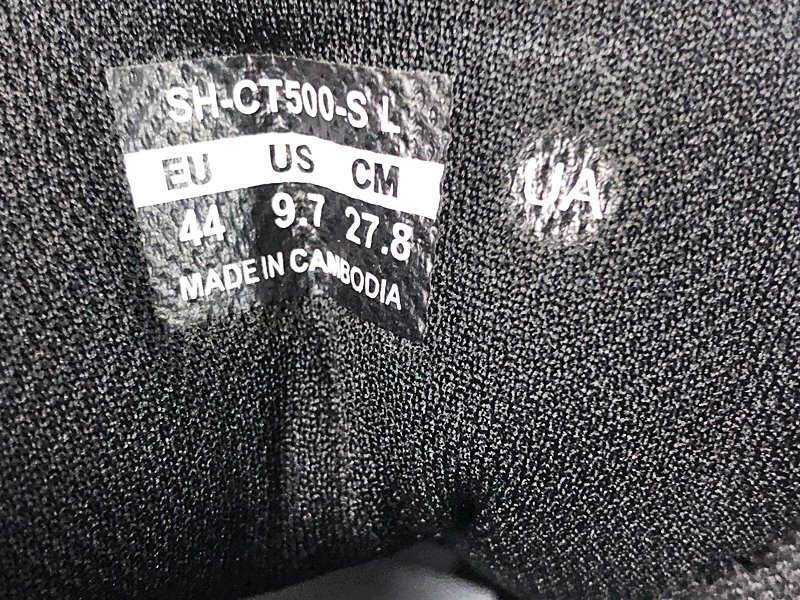 SH-CT500-S L
EU US CM
44 9.7 27.8
MADE IN CAMBODIA
UA